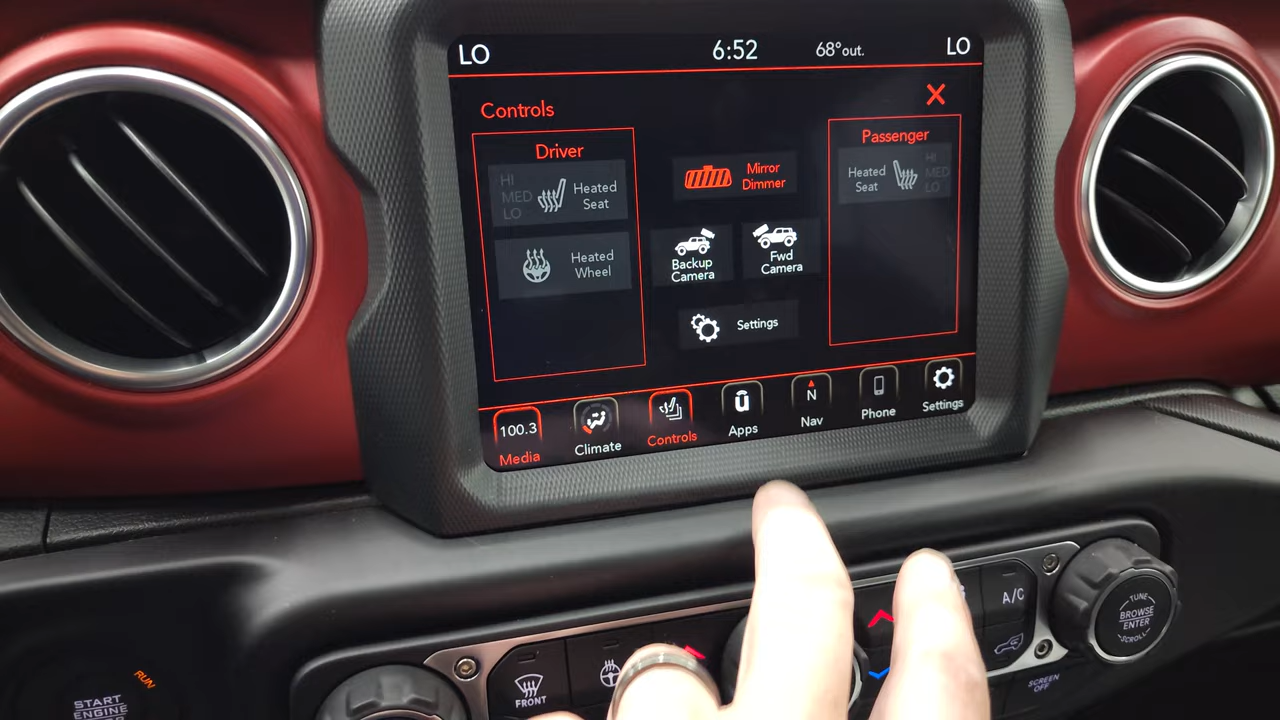 LO
6:52
68°out.
LO
Controls
X
Driver
Passenger
HI
MED
LO
Heated
Seat
Mirror
Dimmer
Heated
Seat
HI
MED
LO
Heated
Wheel
Backup
Camera
Fwd
Camera
Settings
100.3
Media
Climate
Controls
Apps
N
Nav
Phone
Settings
A/C
TUNE
BROWSE
ENTER
SCROLL
FRONT
SCREEN
OFF
RUN
START
ENGINE